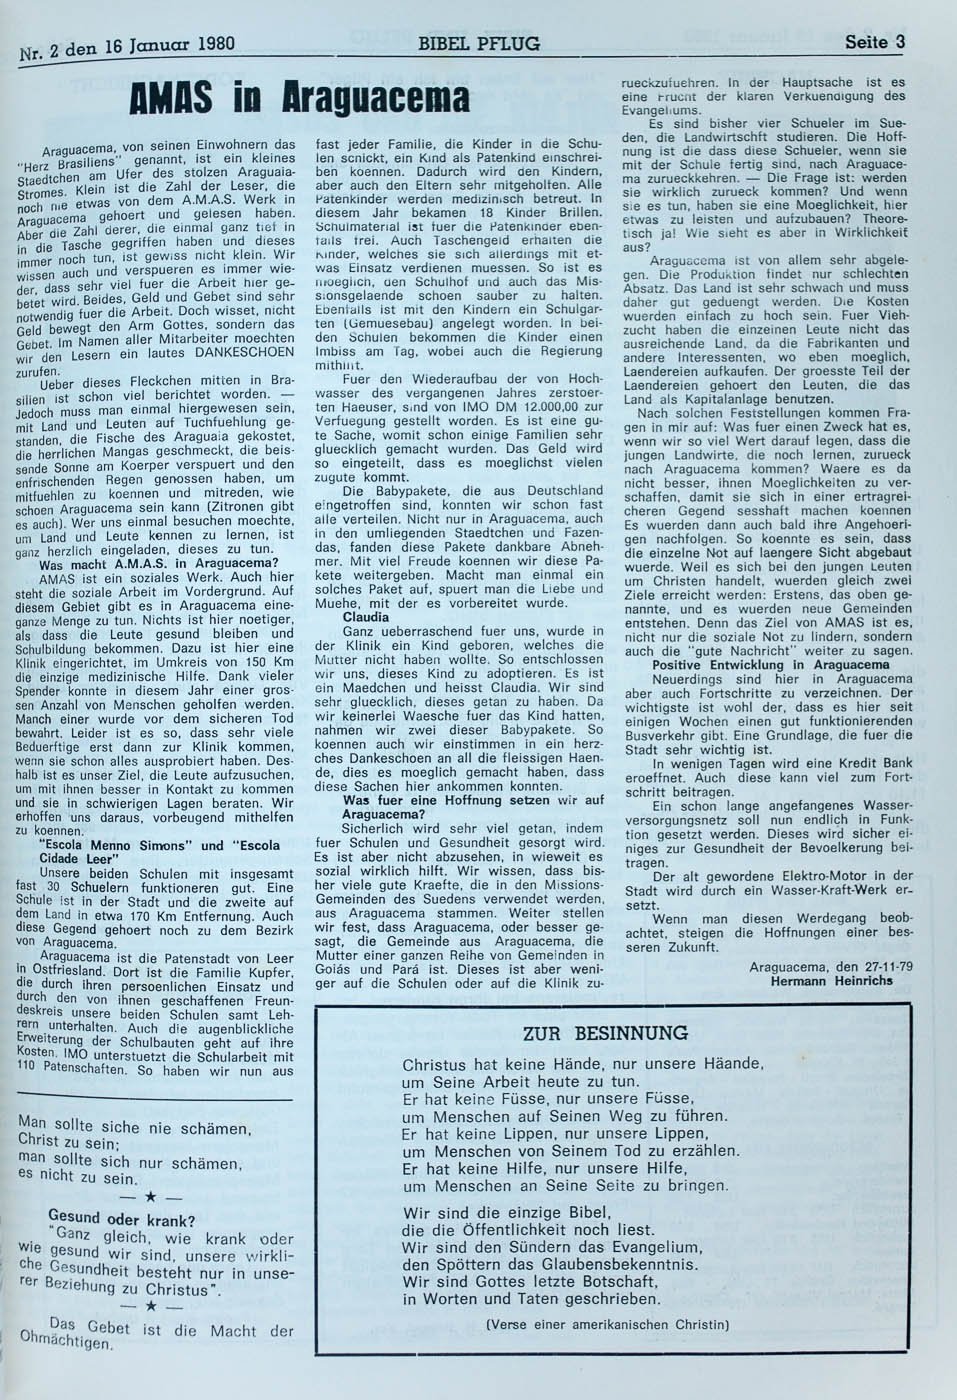 Nr. 2 den 16 Januar 1980
BIBEL PFLUG
Seite 3
AMAS in Araguacema
Araguacema, von seinen Einwohnern das
"Herz Brasiliens" genannt, ist ein kleines
Staedtchen am Ufer des stolzen Araguaia-
Stromes. Klein ist die Zahl der Leser, die
noch nie etwas von dem A.M.A.S. Werk in
Araguacema gehoert und gelesen haben.
Aber die Zahl derer, die einmal ganz tief in
in die Tasche gegriffen haben und dieses
immer noch tun, ist gewiss nicht klein. Wir
wissen auch und verspueren es immer wie-
der, dass sehr viel fuer die Arbeit hier ge-
betet wird. Beides, Geld und Gebet sind sehr
notwendig fuer die Arbeit. Doch wisset, nicht
Geld bewegt den Arm Gottes, sondern das
Gebet. Im Namen aller Mitarbeiter moechten
wir den Lesern ein lautes DANKESCHOEN
zurufen.
Ueber dieses Fleckchen mitten in Bra-
silien ist schon viel berichtet worden. —
Jedoch muss man einmal hiergewesen sein,
mit Land und Leuten auf Tuchfuehlung ge-
standen, die Fische des Araguaia gekostet,
die herrlichen Mangas geschmeckt, die beis-
sende Sonne am Koerper verspuert und den
enfrischenden Regen genossen haben, um
mitfuehlen zu koennen und mitreden, wie
schoen Araguacema sein kann (Zitronen gibt
es auch). Wer uns einmal besuchen moechte,
um Land und Leute kennen zu lernen, ist
ganz herzlich eingeladen, dieses zu tun.
Was macht A.M.A.S. in Araguacema?
AMAS ist ein soziales Werk. Auch hier
steht die soziale Arbeit im Vordergrund. Auf
diesem Gebiet gibt es in Araguacema eine-
ganze Menge zu tun. Nichts ist hier noetiger,
als dass die Leute gesund bleiben und
Schulbildung bekommen. Dazu ist hier eine
Klinik eingerichtet, im Umkreis von 150 Km
die einzige medizinische Hilfe. Dank vieler
Spender konnte in diesem Jahr einer gros-
sen Anzahl von Menschen geholfen werden.
Manch einer wurde vor dem sicheren Tod
bewahrt. Leider ist es so, dass sehr viele
Beduerftige erst dann zur Klinik kommen,
wenn sie schon alles ausprobiert haben. Des-
halb ist es unser Ziel, die Leute aufzusuchen,
um mit ihnen besser in Kontakt zu kommen
und sie in schwierigen Lagen beraten. Wir
erhoffen uns daraus, vorbeugend mithelfen
zu koennen.
"Escola Menno Simons" und "Escola
Cidade Leer"
Unsere beiden Schulen mit insgesamt
fast 30 Schuelern funktioneren gut. Eine
Schule ist in der Stadt und die zweite auf
dem Land in etwa 170 Km Entfernung. Auch
diese Gegend gehoert noch zu dem Bezirk
von Araguacema.
Araguacema ist die Patenstadt von Leer
in Ostfriesland. Dort ist die Familie Kupfer,
die durch ihren persoenlichen Einsatz und
durch den von ihnen geschaffenen Freun-
deskreis unsere beiden Schulen samt Leh-
rern unterhalten. Auch die augenblickliche
Erweiterung der Schulbauten geht auf ihre
Kosten. IMO unterstuetzt die Schularbeit mit
110 Patenschaften. So haben wir nun aus
fast jeder Familie, die Kinder in die Schu-
len schickt, ein Kind als Patenkind einschrei-
ben koennen. Dadurch wird den Kindern,
aber auch den Eltern sehr mitgeholfen. Alle
Patenkinder werden medizinisch betreut. In
diesem Jahr bekamen 18 Kinder Brillen.
Schulmaterial ist fuer die Patenkinder eben-
falls frei. Auch Taschengeld erhalten die
Kinder, welches sie sich allerdings mit et-
was Einsatz verdienen muessen. So ist es
moeglich, den Schulhof und auch das Mis-
sionsgelaende schoen sauber zu halten.
Ebenfalls ist mit den Kindern ein Schulgar-
ten (Gemuesebau) angelegt worden. In bei-
den Schulen bekommen die Kinder einen
Imbiss am Tag, wobei auch die Regierung
mithilft.
Fuer den Wiederaufbau der von Hoch-
wasser des vergangenen Jahres zerstoer-
ten Haeuser, sind von IMO DM 12.000,00 zur
Verfuegung gestellt worden. Es ist eine gu-
te Sache, womit schon einige Familien sehr
gluecklich gemacht wurden. Das Geld wird
so eingeteilt, dass es moeglichst vielen
zugute kommt.
Die Babypakete, die aus Deutschland
eingetroffen sind, konnten wir schon fast
alle verteilen. Nicht nur in Araguacema, auch
in den umliegenden Staedtchen und Fazen-
das, fanden diese Pakete dankbare Abneh-
mer. Mit viel Freude koennen wir diese Pa-
kete weitergeben. Macht man einmal ein
solches Paket auf, spuert man die Liebe und
Muehe, mit der es vorbereitet wurde.
Claudia
Ganz ueberraschend fuer uns, wurde in
der Klinik ein Kind geboren, welches die
Mutter nicht haben wollte. So entschlossen
wir uns, dieses Kind zu adoptieren. Es ist
ein Maedchen und heisst Claudia. Wir sind
sehr gluecklich, dieses getan zu haben. Da
wir keinerlei Waesche fuer das Kind hatten,
nahmen wir zwei dieser Babypakete. So
koennen auch wir einstimmen in ein herz-
ches Dankeschoen an all die fleissigen Haen-
de, dies es moeglich gemacht haben, dass
diese Sachen hier ankommen konnten.
Was fuer eine Hoffnung setzen wir auf
Araguacema?
Sicherlich wird sehr viel getan, indem
fuer Schulen und Gesundheit gesorgt wird.
Es ist aber nicht abzusehen, in wieweit es
sozial wirklich hilft. Wir wissen, dass bis-
her viele gute Kraefte, die in den Missions-
Gemeinden des Suedens verwendet werden,
aus Araguacema stammen. Weiter stellen
wir fest, dass Araguacema, oder besser ge-
sagt, die Gemeinde aus Araguacema, die
Mutter einer ganzen Reihe von Gemeinden in
Goiás und Pará ist. Dieses ist aber weni-
ger auf die Schulen oder auf die Klinik zu-
rueckzufuehren. In der Hauptsache ist es
eine Frucht der klaren Verkuendigung des
Evangeliums.
Es sind bisher vier Schueler im Sue-
den, die Landwirtschft studieren. Die Hoff-
nung ist die dass diese Schueler, wenn sie
mit der Schule fertig sind, nach Araguace-
ma zurueckkehren. — Die Frage ist: werden
sie wirklich zurueck kommen? Und wenn
sie es tun, haben sie eine Moeglichkeit, hier
etwas zu leisten und aufzubauen? Theore-
tisch ja! Wie sieht es aber in Wirklichkeit
aus?
Araguacema ist von allem sehr abgele-
gen. Die Produktion findet nur schlechten
Absatz. Das Land ist sehr schwach und muss
daher gut geduengt werden. Die Kosten
wuerden einfach zu hoch sein. Fuer Vieh-
zucht haben die einzeinen Leute nicht das
ausreichende Land, da die Fabrikanten und
andere Interessenten, wo eben moeglich,
Laendereien aufkaufen. Der groesste Teil der
Laendereien gehoert den Leuten, die das
Land als Kapitalanlage benutzen.
Nach solchen Feststellungen kommen Fra-
gen in mir auf: Was fuer einen Zweck hat es,
wenn wir so viel Wert darauf legen, dass die
jungen Landwirte, die noch lernen, zurueck
nach Araguacema kommen? Waere es da
nicht besser, ihnen Moeglichkeiten zu ver-
schaffen, damit sie sich in einer ertragrei-
cheren Gegend sesshaft machen koennen
Es wuerden dann auch bald ihre Angehoeri-
gen nachfolgen. So koennte es sein, dass
die einzelne Not auf laengere Sicht abgebaut
wuerde. Weil es sich bei den jungen Leuten
um Christen handelt, wuerden gleich zwei
Ziele erreicht werden: Erstens, das oben ge-
nannte, und es wuerden neue Gemeinden
entstehen. Denn das Ziel von AMAS ist es,
nicht nur die soziale Not zu lindern, sondern
auch die "gute Nachricht" weiter zu sagen.
Positive Entwicklung in Araguacema
Neuerdings sind hier in Araguacema
aber auch Fortschritte zu verzeichnen. Der
wichtigste ist wohl der, dass es hier seit
einigen Wochen einen gut funktionierenden
Busverkehr gibt. Eine Grundlage, die fuer die
Stadt sehr wichtig ist.
In wenigen Tagen wird eine Kredit Bank
eroeffnet. Auch diese kann viel zum Fort-
schritt beitragen.
Ein schon lange angefangenes Wasser-
versorgungsnetz soll nun endlich in Funk-
tion gesetzt werden. Dieses wird sicher ei-
niges zur Gesundheit der Bevoelkerung bei-
tragen.
Der alt gewordene Elektro-Motor in der
Stadt wird durch ein Wasser-Kraft-Werk er-
setzt.
Wenn man diesen Werdegang beob-
achtet, steigen die Hoffnungen einer bes-
seren Zukunft.
Araguacema, den 27-11-79
Hermann Heinrichs
Man sollte siche nie schämen,
Christ zu sein;
man sollte sich nur schämen,
es nicht zu sein.
— ★ —
Gesund oder krank?
"Ganz gleich, wie krank oder
wie gesund wir sind, unsere wirkli-
che Gesundheit besteht nur in unse-
rer Beziehung zu Christus".
— ★ —
Das Gebet ist die Macht der
Ohmächtigen.
ZUR BESINNUNG
Christus hat keine Hände, nur unsere Häande,
um Seine Arbeit heute zu tun.
Er hat keine Füsse, nur unsere Füsse,
um Menschen auf Seinen Weg zu führen.
Er hat keine Lippen, nur unsere Lippen,
um Menschen von Seinem Tod zu erzählen.
Er hat keine Hilfe, nur unsere Hilfe,
um Menschen an Seine Seite zu bringen.
Wir sind die einzige Bibel,
die die Öffentlichkeit noch liest.
Wir sind den Sündern das Evangelium,
den Spöttern das Glaubensbekenntnis.
Wir sind Gottes letzte Botschaft,
in Worten und Taten geschrieben.
(Verse einer amerikanischen Christin)